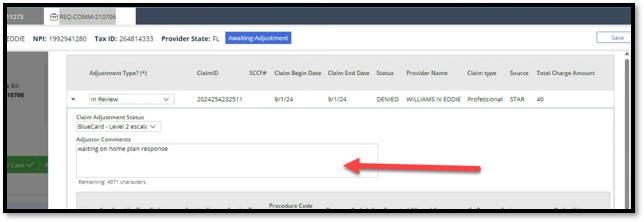 11273 REQ-COMM-210706
EDDIE NPI: 1992941280 Tax ID: 264814333 Provider State: FL Awaiting-Adjustment Save
Adjustment Type? (*) ClaimID SCCF# Claim Begin Date Claim End Date Status Provider Name Claim type Source Total Charge Amount
e Bill
10706
In Review 2024254232511 9/1/24 9/1/24 DENIED WILLIAMS IV EDDIE Professional STAR 40
Claim Adjustment Status
BlueCard - Level 2 escala
Adjustor Comments
waiting on home plan response
Case
Remaining: 4971 characters
Procedure Code